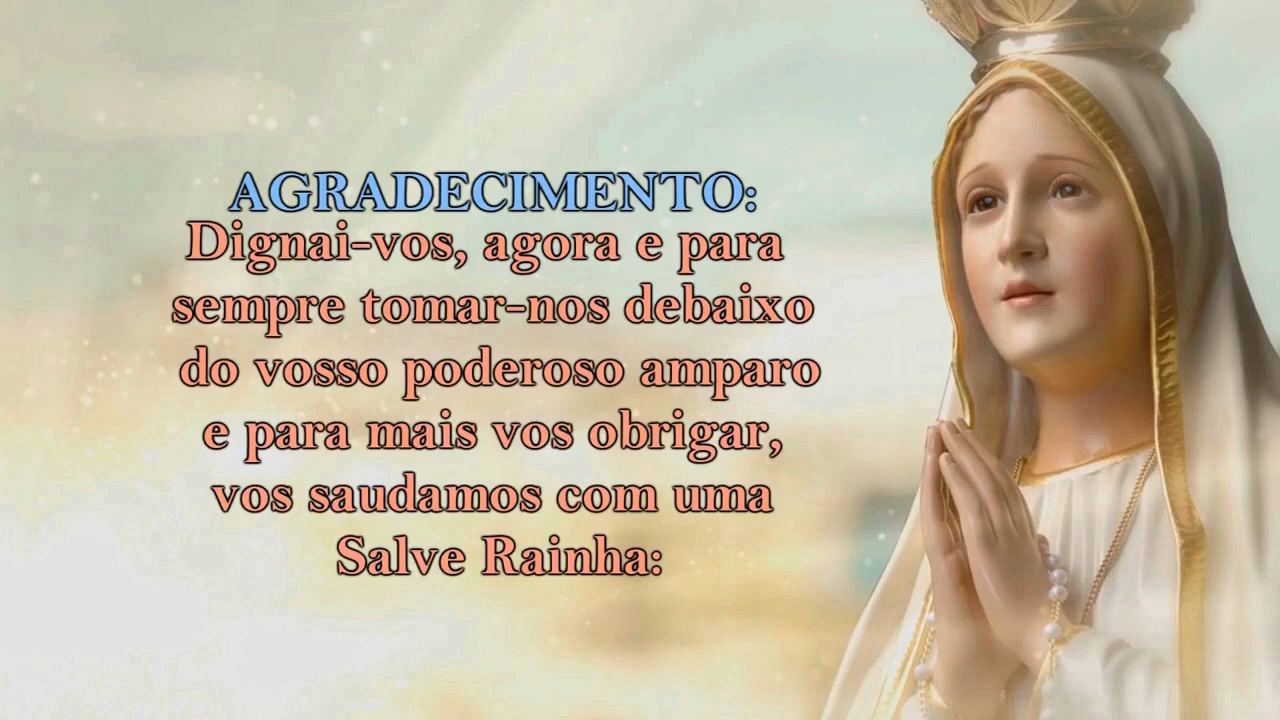 AGRADECIMENTO:
Dignai-vos, agora e para
sempre tomar-nos debaixo
do vosso poderoso amparo
e para mais vos obrigar,
vos saudamos com uma
Salve Rainha: